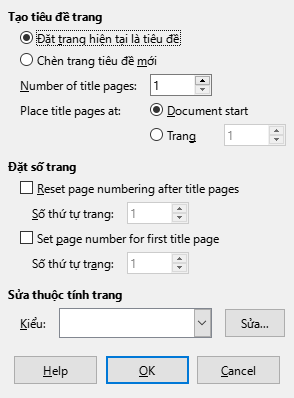 Tạo tiêu đề trang
Đặt trang hiện tại là tiêu đề
Chèn trang tiêu đề mới
Number of title pages: 1
Place title pages at: Document start
Trang 1
Đặt số trang
Reset page numbering after title pages
Số thứ tự trang: 1
Set page number for first title page
Số thứ tự trang: 1
Sửa thuộc tính trang
Kiểu: Sửa...
Help OK Cancel